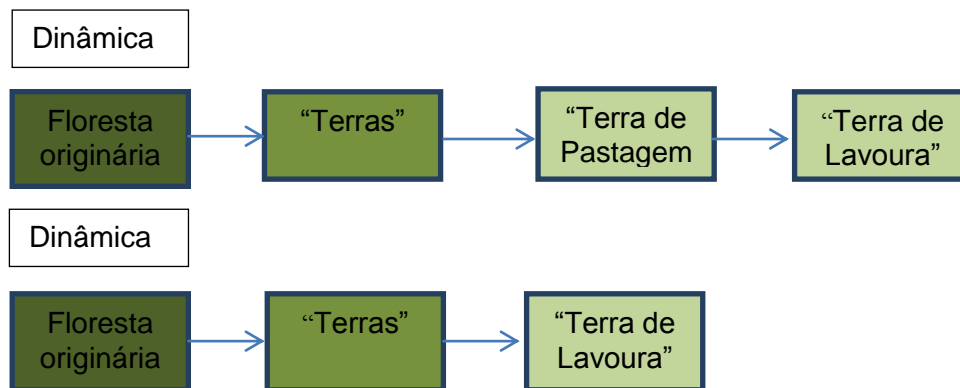 Dinâmica
Floresta originária
“Terras”
“Terra de Pastagem
“Terra de Lavoura”
Dinâmica
Floresta originária
“Terras”
“Terra de Lavoura”